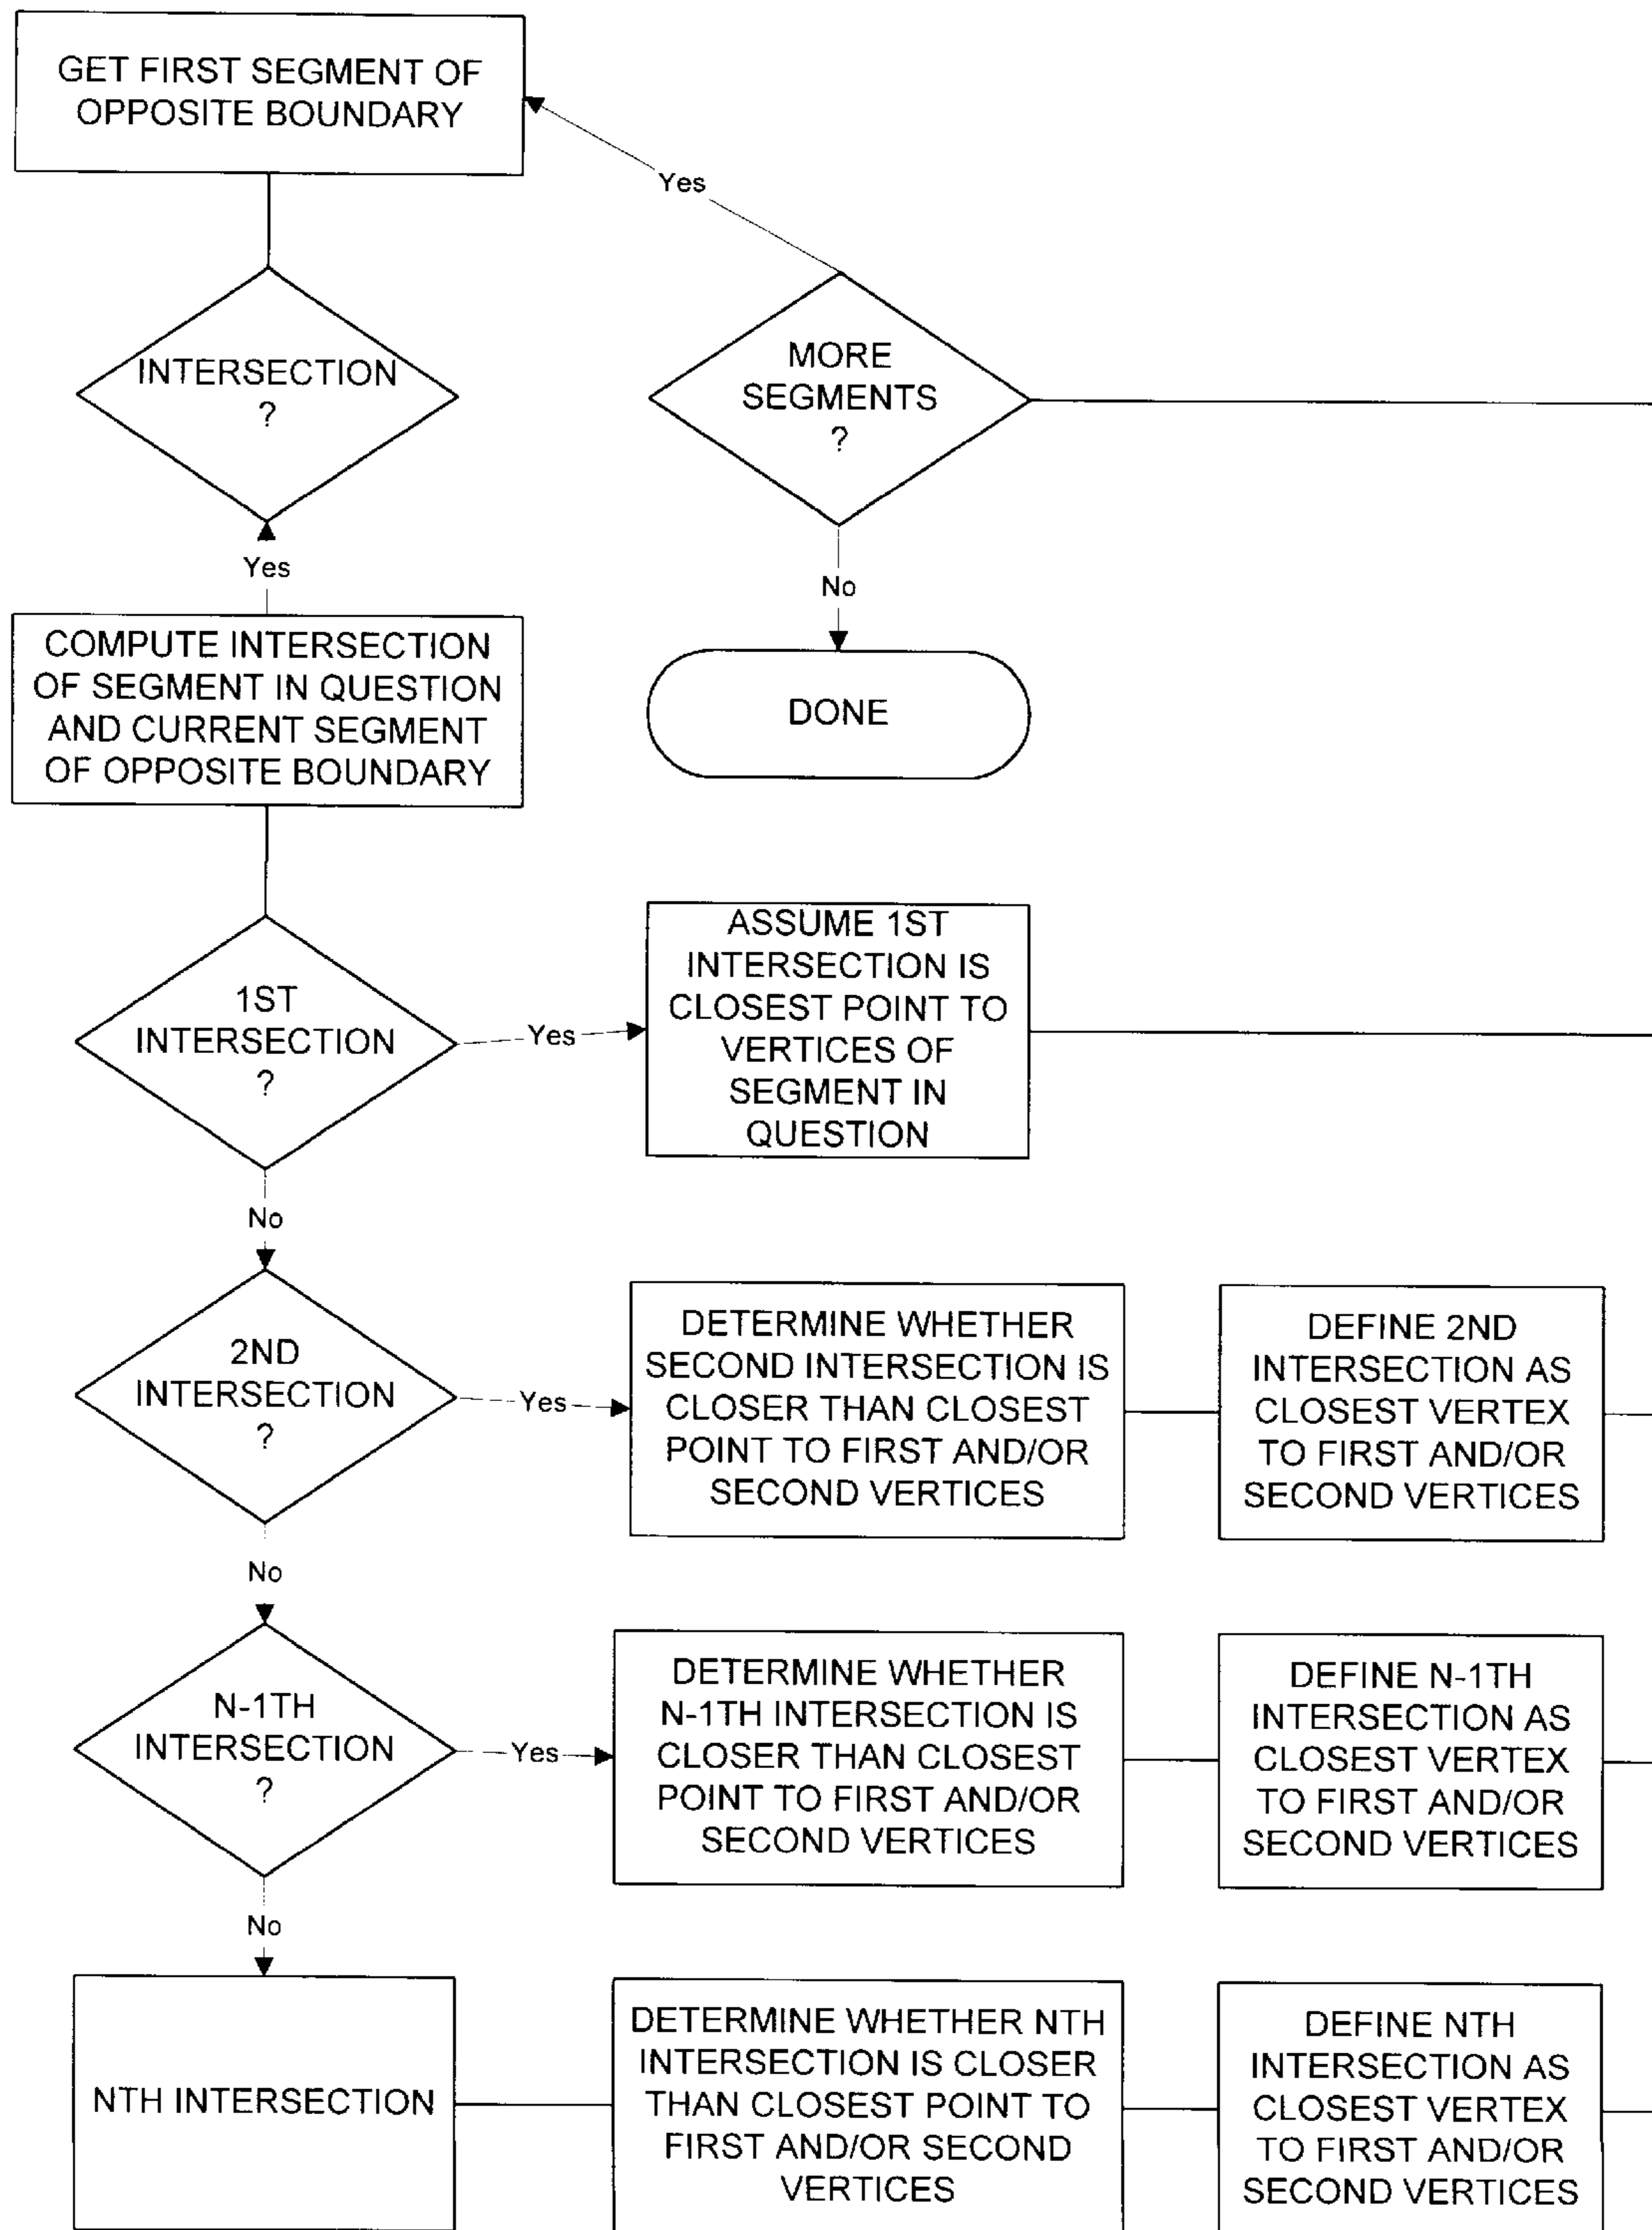 GET FIRST SEGMENT OF
OPPOSITE BOUNDARY
Yes
INTERSECTION
?
MORE
SEGMENTS
?
Yes
No
COMPUTE INTERSECTION
OF SEGMENT IN QUESTION
AND CURRENT SEGMENT
OF OPPOSITE BOUNDARY
DONE
1ST
INTERSECTION
?
Yes
ASSUME 1ST
INTERSECTION IS
CLOSEST POINT TO
VERTICES OF
SEGMENT IN
QUESTION
No
2ND
INTERSECTION
?
Yes
DETERMINE WHETHER
SECOND INTERSECTION IS
CLOSER THAN CLOSEST
POINT TO FIRST AND/OR
SECOND VERTICES
DEFINE 2ND
INTERSECTION AS
CLOSEST VERTEX
TO FIRST AND/OR
SECOND VERTICES
No
N-1TH
INTERSECTION
?
Yes
DETERMINE WHETHER
N-1TH INTERSECTION IS
CLOSER THAN CLOSEST
POINT TO FIRST AND/OR
SECOND VERTICES
DEFINE N-1TH
INTERSECTION AS
CLOSEST VERTEX
TO FIRST AND/OR
SECOND VERTICES
No
NTH INTERSECTION
DETERMINE WHETHER NTH
INTERSECTION IS CLOSER
THAN CLOSEST POINT TO
FIRST AND/OR SECOND
VERTICES
DEFINE NTH
INTERSECTION AS
CLOSEST VERTEX
TO FIRST AND/OR
SECOND VERTICES